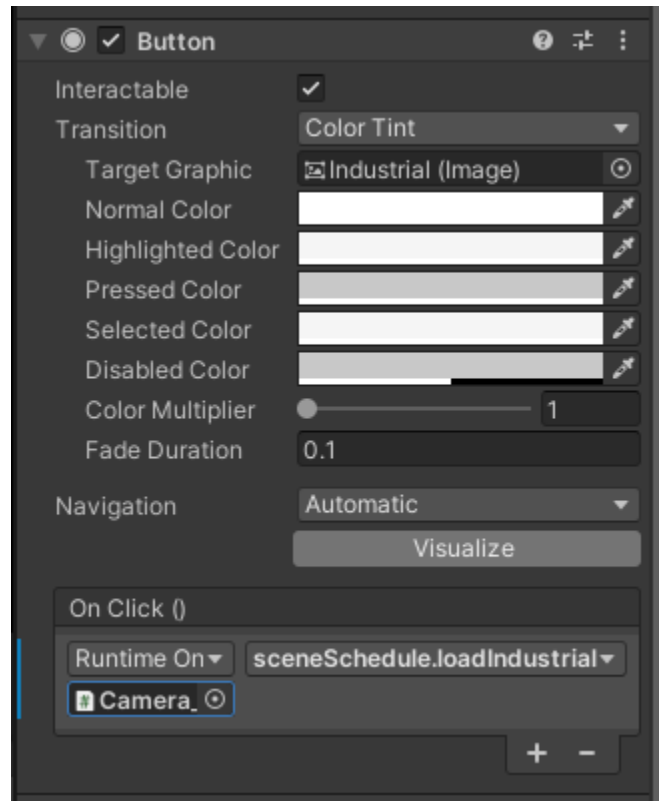 Button
Interactable
Transition Color Tint
Target Graphic Industrial (Image)
Normal Color
Highlighted Color
Pressed Color
Selected Color
Disabled Color
Color Multiplier 1
Fade Duration 0.1
Navigation Automatic
Visualize
On Click ()
Runtime On sceneSchedule.loadIndustrial
# Camera_
+ −